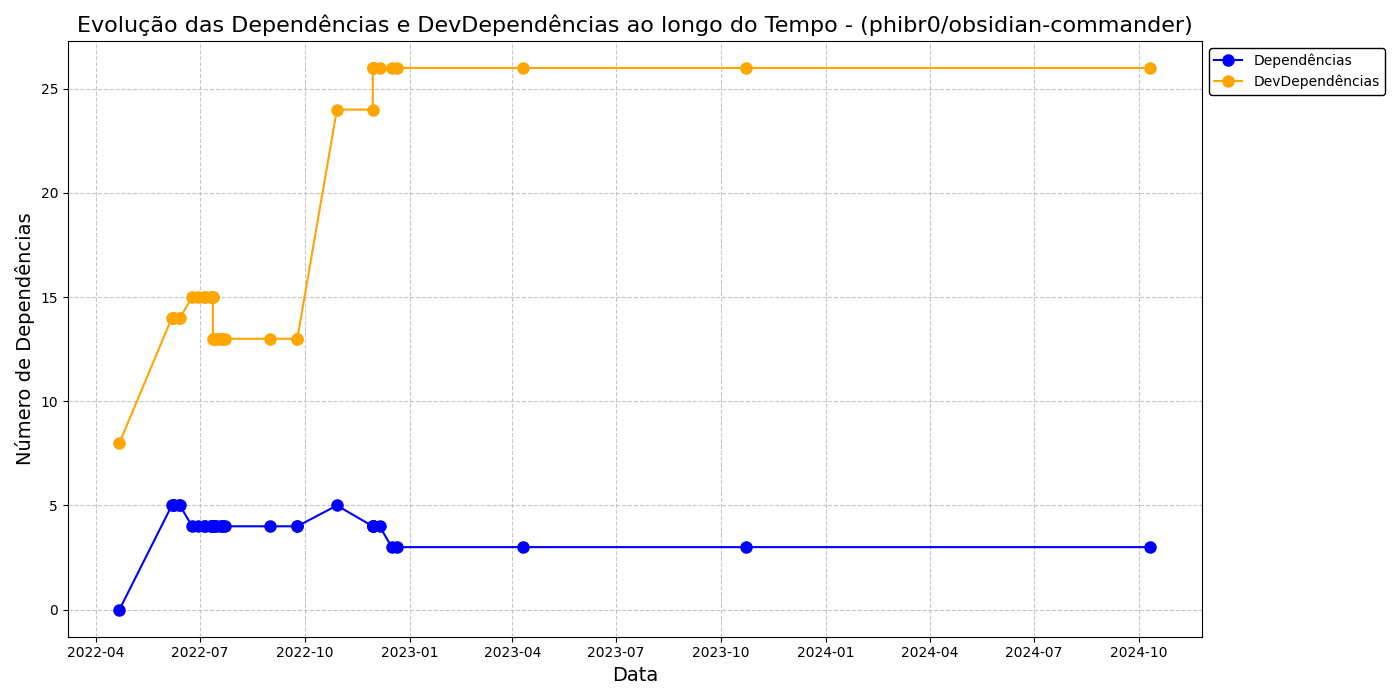 Evolução das Dependências e DevDependências ao longo do Tempo - (phibr0/obsidian-commander)
Dependências
DevDependências
Número de Dependências
25
20
15
10
5
0
2022-04 2022-07 2022-10 2023-01 2023-04 2023-07 2023-10 2024-01 2024-04 2024-07 2024-10
Data